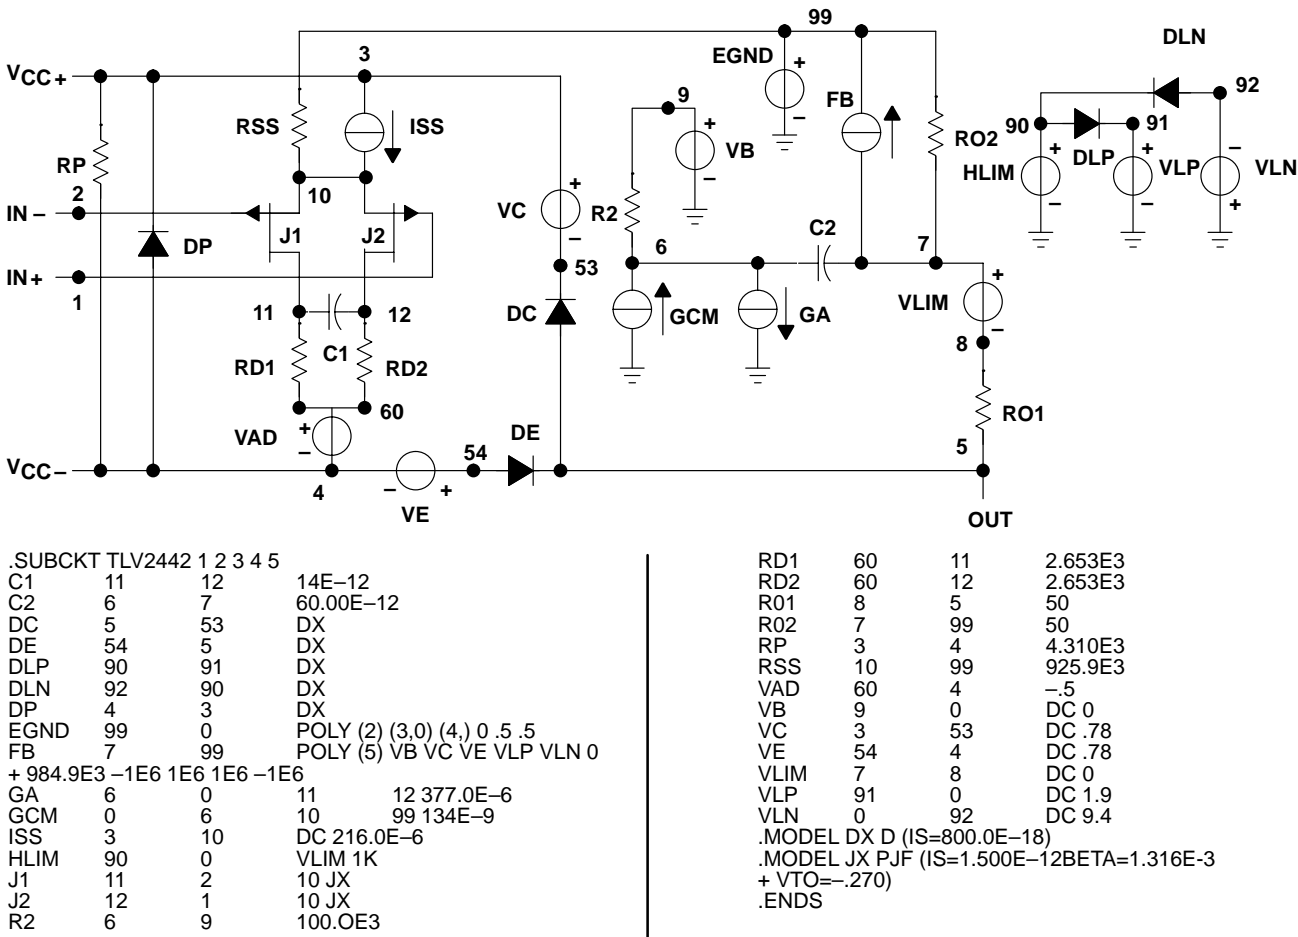 99
3
EGND
+
DLN
VCC+
9
+
FB
92
RSS
ISS
VB
RO2
90
91
RP
–
HLIM
+
DLP
+
VLP
–
VLN
2
10
VC
+
R2
–
–
–
+
IN –
J1
J2
–
C2
DP
6
7
IN+
53
+
1
11
12
DC
GCM
GA
VLIM
–
C1
8
RD1
RD2
60
RO1
VAD
+
–
DE
54
5
VCC–
4
–
+
VE
OUT
.SUBCKT TLV2442 1 2 3 4 5
C1 11 12 14E–12
C2 6 7 60.00E–12
DC 5 53 DX
DE 54 5 DX
DLP 90 91 DX
DLN 92 90 DX
DP 4 3 DX
EGND 99 0 POLY (2) (3,0) (4,) 0 .5 .5
FB 7 99 POLY (5) VB VC VE VLP VLN 0
+ 984.9E3 –1E6 1E6 1E6 –1E6
GA 6 0 11 12 377.0E–6
GCM 0 6 10 99 134E–9
ISS 3 10 DC 216.0E–6
HLIM 90 0 VLIM 1K
J1 11 2 10 JX
J2 12 1 10 JX
R2 6 9 100.OE3
RD1 60 11 2.653E3
RD2 60 12 2.653E3
R01 8 5 50
R02 7 99 50
RP 3 4 4.310E3
RSS 10 99 925.9E3
VAD 60 4 –.5
VB 9 0 DC 0
VC 3 53 DC .78
VE 54 4 DC .78
VLIM 7 8 DC 0
VLP 91 0 DC 1.9
VLN 0 92 DC 9.4
.MODEL DX D (IS=800.0E–18)
.MODEL JX PJF (IS=1.500E–12BETA=1.316E-3
+ VTO=–.270)
.ENDS